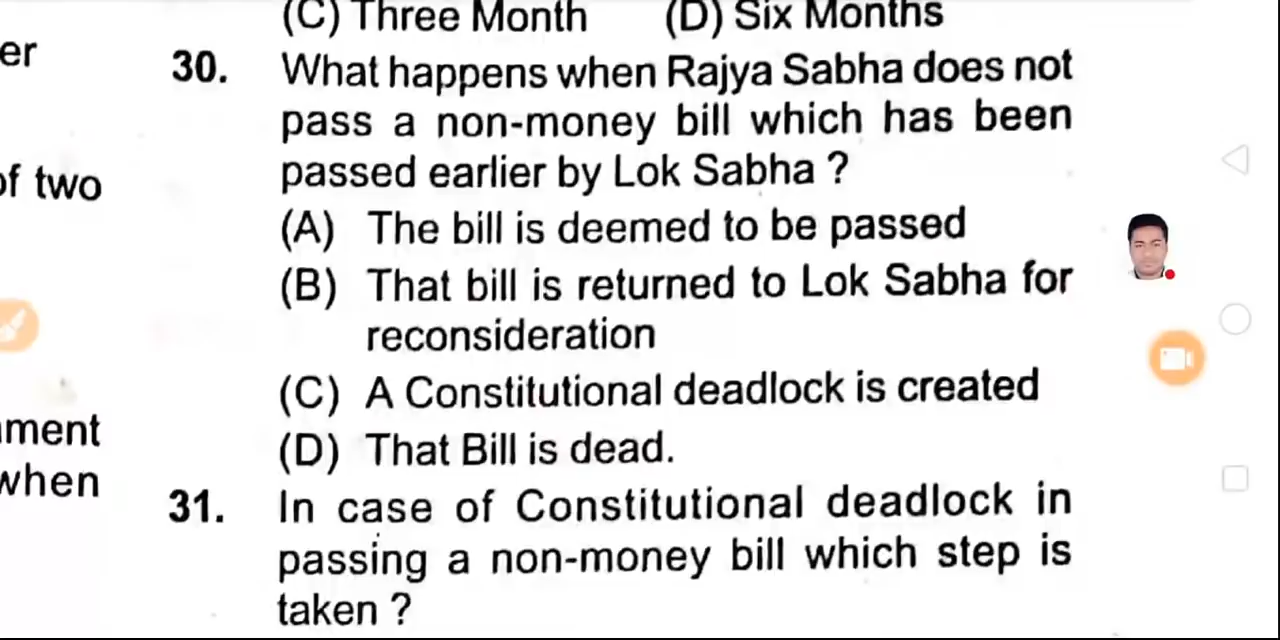 (C) Three Month (D) Six Months
er
30. What happens when Rajya Sabha does not
pass a non-money bill which has been
passed earlier by Lok Sabha ?
of two
(A) The bill is deemed to be passed
(B) That bill is returned to Lok Sabha for
reconsideration
(C) A Constitutional deadlock is created
ment
(D) That Bill is dead.
when
31. In case of Constitutional deadlock in
passing a non-money bill which step is
taken ?